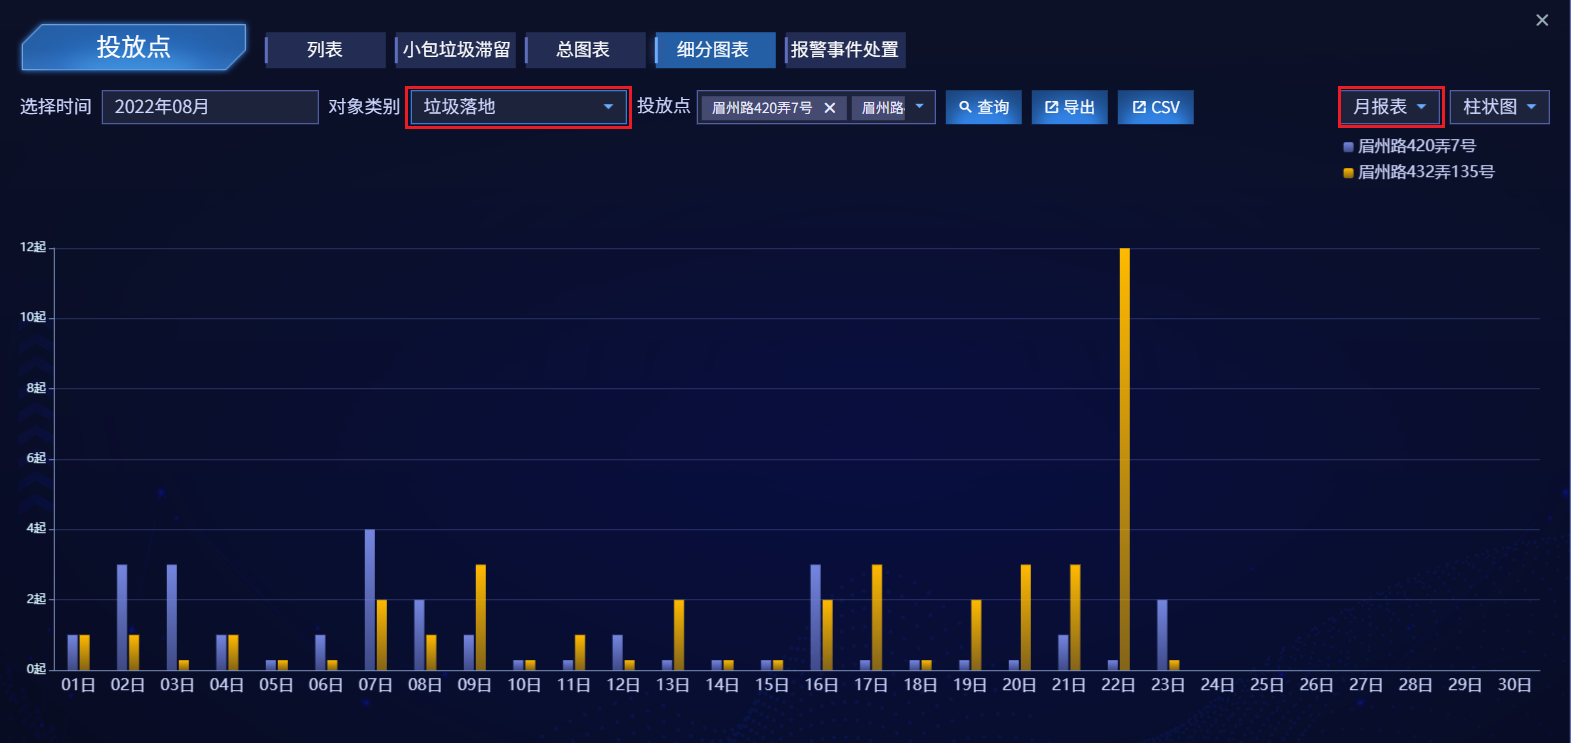 投放点 列表 小包垃圾滞留 总图表 细分图表 报警事件处置
选择时间 2022年08月 对象类别 垃圾落地 投放点 眉州路420弄7号 眉州路 查询 导出 CSV 月报表 柱状图
眉州路420弄7号
眉州路432弄135号
12起
10起
8起
6起
4起
2起
0起
01日 02日 03日 04日 05日 06日 07日 08日 09日 10日 11日 12日 13日 14日 15日 16日 17日 18日 19日 20日 21日 22日 23日 24日 25日 26日 27日 28日 29日 30日